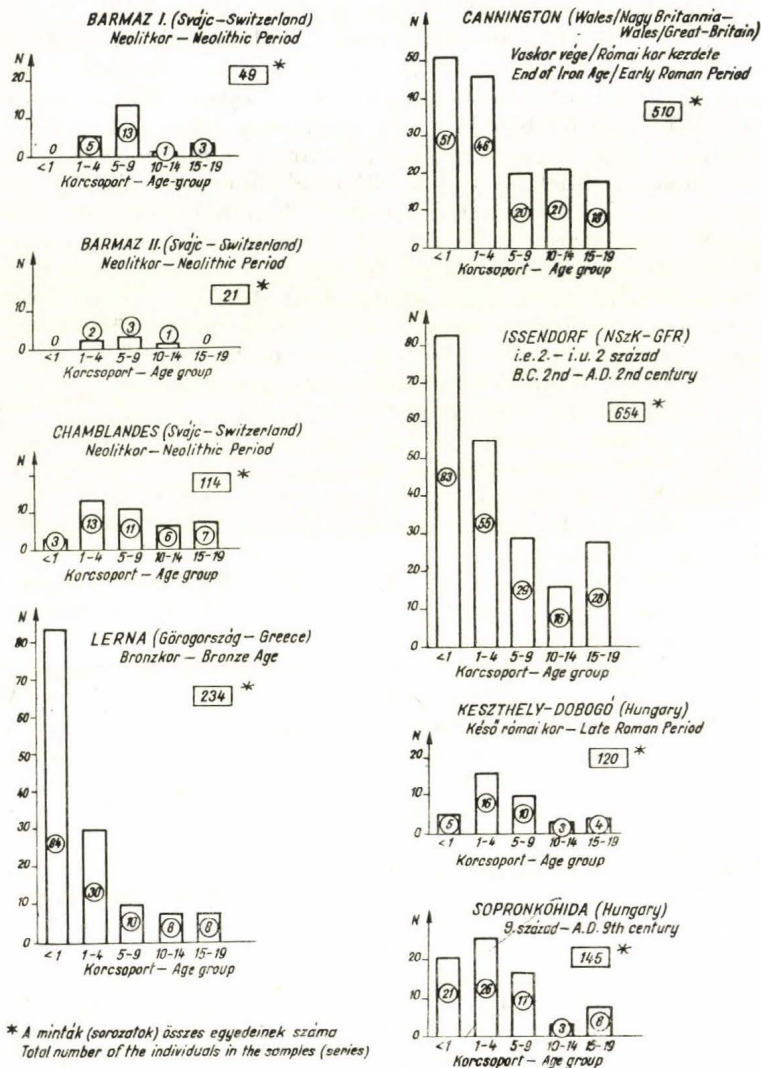 BARMAZ I. (Svájc–Switzerland)
Neolitkor – Neolithic Period
49 *
N
20
10
0
0
5
13
1
3
<1 1-4 5-9 10-14 15-19
Korcsoport – Age-group
BARMAZ II. (Svájc – Switzerland)
Neolitkor – Neolithic Period
21 *
N
10
0
0
2
3
1
0
<1 1-4 5-9 10-14 15-19
Korcsoport – Age group
CHAMBLANDES (Svájc–Switzerland)
Neolitkor – Neolithic Period
114 *
N
10
0
3
13
11
6
7
<1 1-4 5-9 10-14 15-19
Korcsoport – Age group
LERNA (Görogország – Greece)
Bronzkor – Bronze Age
234 *
N
80
70
60
50
40
30
20
10
0
84
30
10
8
8
<1 1-4 5-9 10-14 15-19
Korcsoport – Age group
* A minták (sorozatok) összes egyedeinek száma
Total number of the individuals in the samples (series)
CANNINGTON (Wales/Nagy Britannia–
Wales/Great-Britain)
Vaskor vége/Római kor kezdete
End of Iron Age/Early Roman Period
510 *
N
50
40
30
20
10
0
51
46
20
21
18
<1 1-4 5-9 10-14 15-19
Korcsoport – Age group
ISSENDORF (NSzK-GFR)
i.e. 2. – i.u. 2 század
B.C. 2nd – A.D. 2nd century
654 *
N
80
70
60
50
40
30
20
10
0
83
55
29
16
28
<1 1-4 5-9 10-14 15-19
Korcsoport – Age group
KESZTHELY-DOBOGÓ (Hungary)
Késő római kor – Late Roman Period
120 *
N
20
10
0
5
16
10
3
4
<1 1-4 5-9 10-14 15-19
Korcsoport – Age group
SOPRONKŐHIDA (Hungary)
9. század – A.D. 9th century
145 *
N
20
10
0
21
26
17
3
8
<1 1-4 5-9 10-14 15-19
Korcsoport – Age group